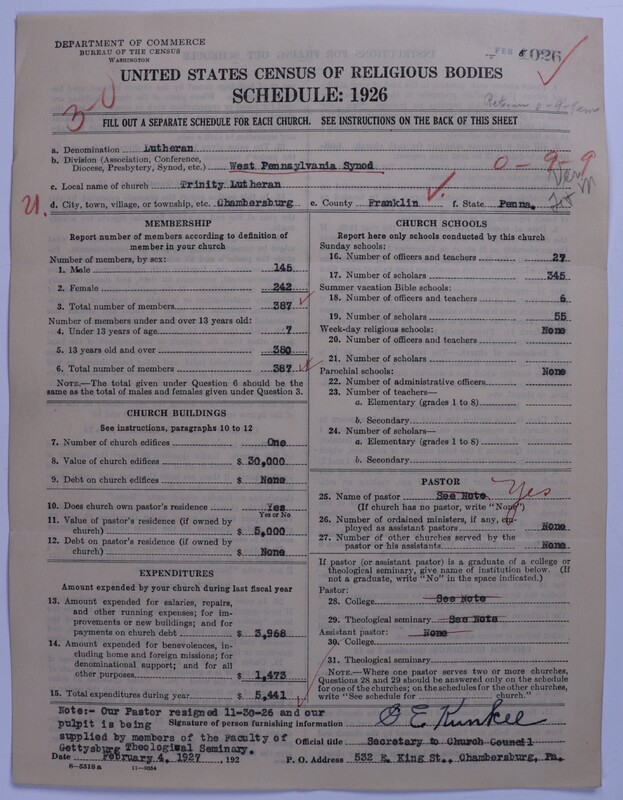 DEPARTMENT OF COMMERCE
BUREAU OF THE CENSUS
WASHINGTON
FEB 8 1926
UNITED STATES CENSUS OF RELIGIOUS BODIES
SCHEDULE: 1926
3-0
FILL OUT A SEPARATE SCHEDULE FOR EACH CHURCH. SEE INSTRUCTIONS ON THE BACK OF THIS SHEET
a. Denomination Lutheran
b. Division (Association, Conference, Diocese, Presbytery, Synod, etc.) West Pennsylvania Synod
0-9-9
c. Local name of church Trinity Lutheran
d. City, town, village, or township, etc. Chambersburg e. County Franklin f. State Penna.
MEMBERSHIP
Report number of members according to definition of
member in your church
Number of members, by sex:
1. Male 145
2. Female 242
3. Total number of members 387
Number of members under and over 13 years old:
4. Under 13 years of age 7
5. 13 years old and over 380
6. Total number of members 387
NOTE.—The total given under Question 6 should be the
same as the total of males and females given under Question 3.
CHURCH BUILDINGS
See instructions, paragraphs 10 to 12
7. Number of church edifices One
8. Value of church edifices $ 30,000
9. Debt on church edifices $ None
10. Does church own pastor's residence Yes
Yes or No
11. Value of pastor's residence (if owned by
church) $ 5,000
12. Debt on pastor's residence (if owned by
church) $ None
EXPENDITURES
Amount expended by your church during last fiscal year
13. Amount expended for salaries, repairs,
and other running expenses; for im-
provements or new buildings; and for
payments on church debt $ 3,968
14. Amount expended for benevolences, in-
cluding home and foreign missions; for
denominational support; and for all
other purposes $ 1,473
15. Total expenditures during year $ 5,441
CHURCH SCHOOLS
Report here only schools conducted by this church
Sunday schools:
16. Number of officers and teachers 27
17. Number of scholars 345
Summer vacation Bible schools:
18. Number of officers and teachers 6
19. Number of scholars 55
Week-day religious schools: None
20. Number of officers and teachers
21. Number of scholars
Parochial schools: None
22. Number of administrative officers
23. Number of teachers—
a. Elementary (grades 1 to 8)
b. Secondary
24. Number of scholars—
a. Elementary (grades 1 to 8)
b. Secondary
PASTOR
25. Name of pastor See Note Yes
(If church has no pastor, write "None")
26. Number of ordained ministers, if any, em-
ployed as assistant pastors None
27. Number of other churches served by the
pastor or his assistants None
If pastor (or assistant pastor) is a graduate of a college or
theological seminary, give name of institution below. (If
not a graduate, write "No" in the space indicated.)
Pastor:
28. College See Note
29. Theological seminary See Note
Assistant pastor: None
30. College
31. Theological seminary
NOTE.—Where one pastor serves two or more churches,
Questions 28 and 29 should be answered only on the schedule
for one of the churches; on the schedules for the other churches,
write "See schedule for church."
Note:- Our Pastor resigned 11-30-26 and our
pulpit is being
Signature of person furnishing information G E Kunkel
supplied by members of the Faculty of
Gettysburg Theologival Seminary.
Official title Secretary to Church Council
Date February 4, 1927 , 192 P. O. Address 532 E. King St., Chambersburg, Pa.
8-5318a 11-9354